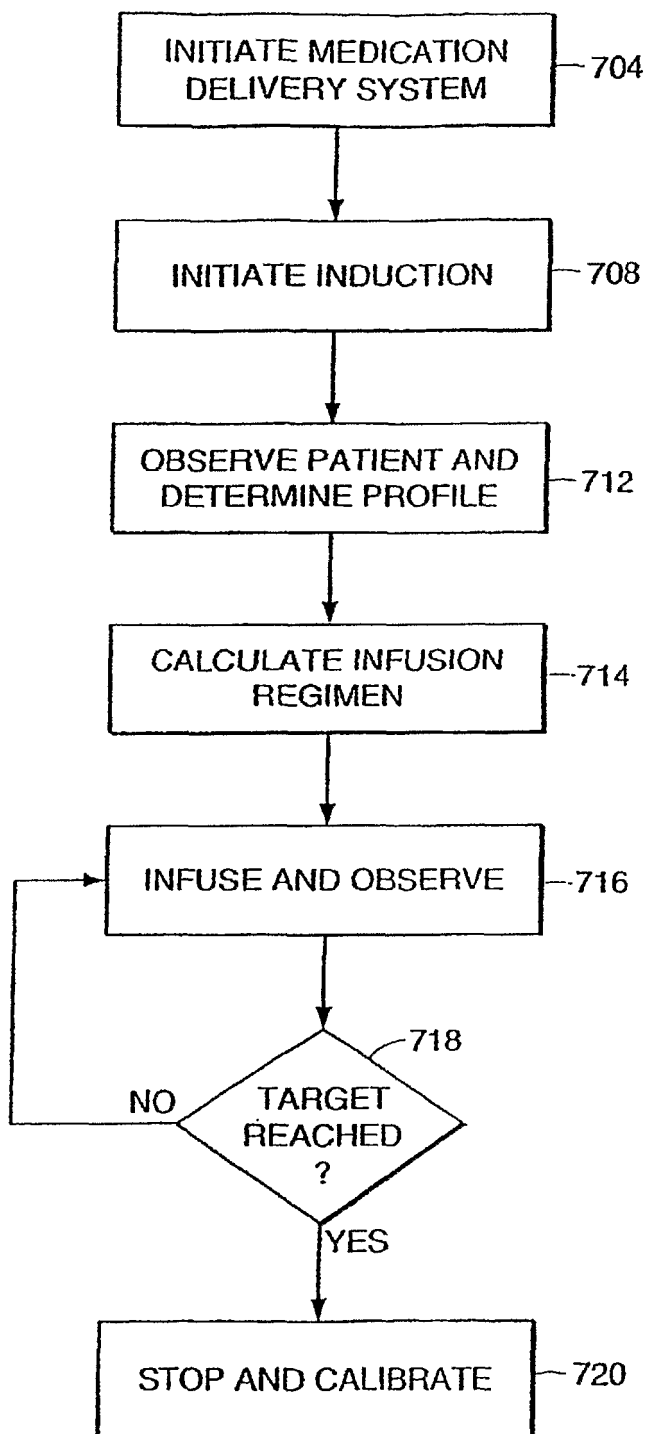 INITIATE MEDICATION
DELIVERY SYSTEM
704
INITIATE INDUCTION
708
OBSERVE PATIENT AND
DETERMINE PROFILE
712
CALCULATE INFUSION
REGIMEN
714
INFUSE AND OBSERVE
716
718
TARGET
REACHED
?
NO
YES
STOP AND CALIBRATE
720